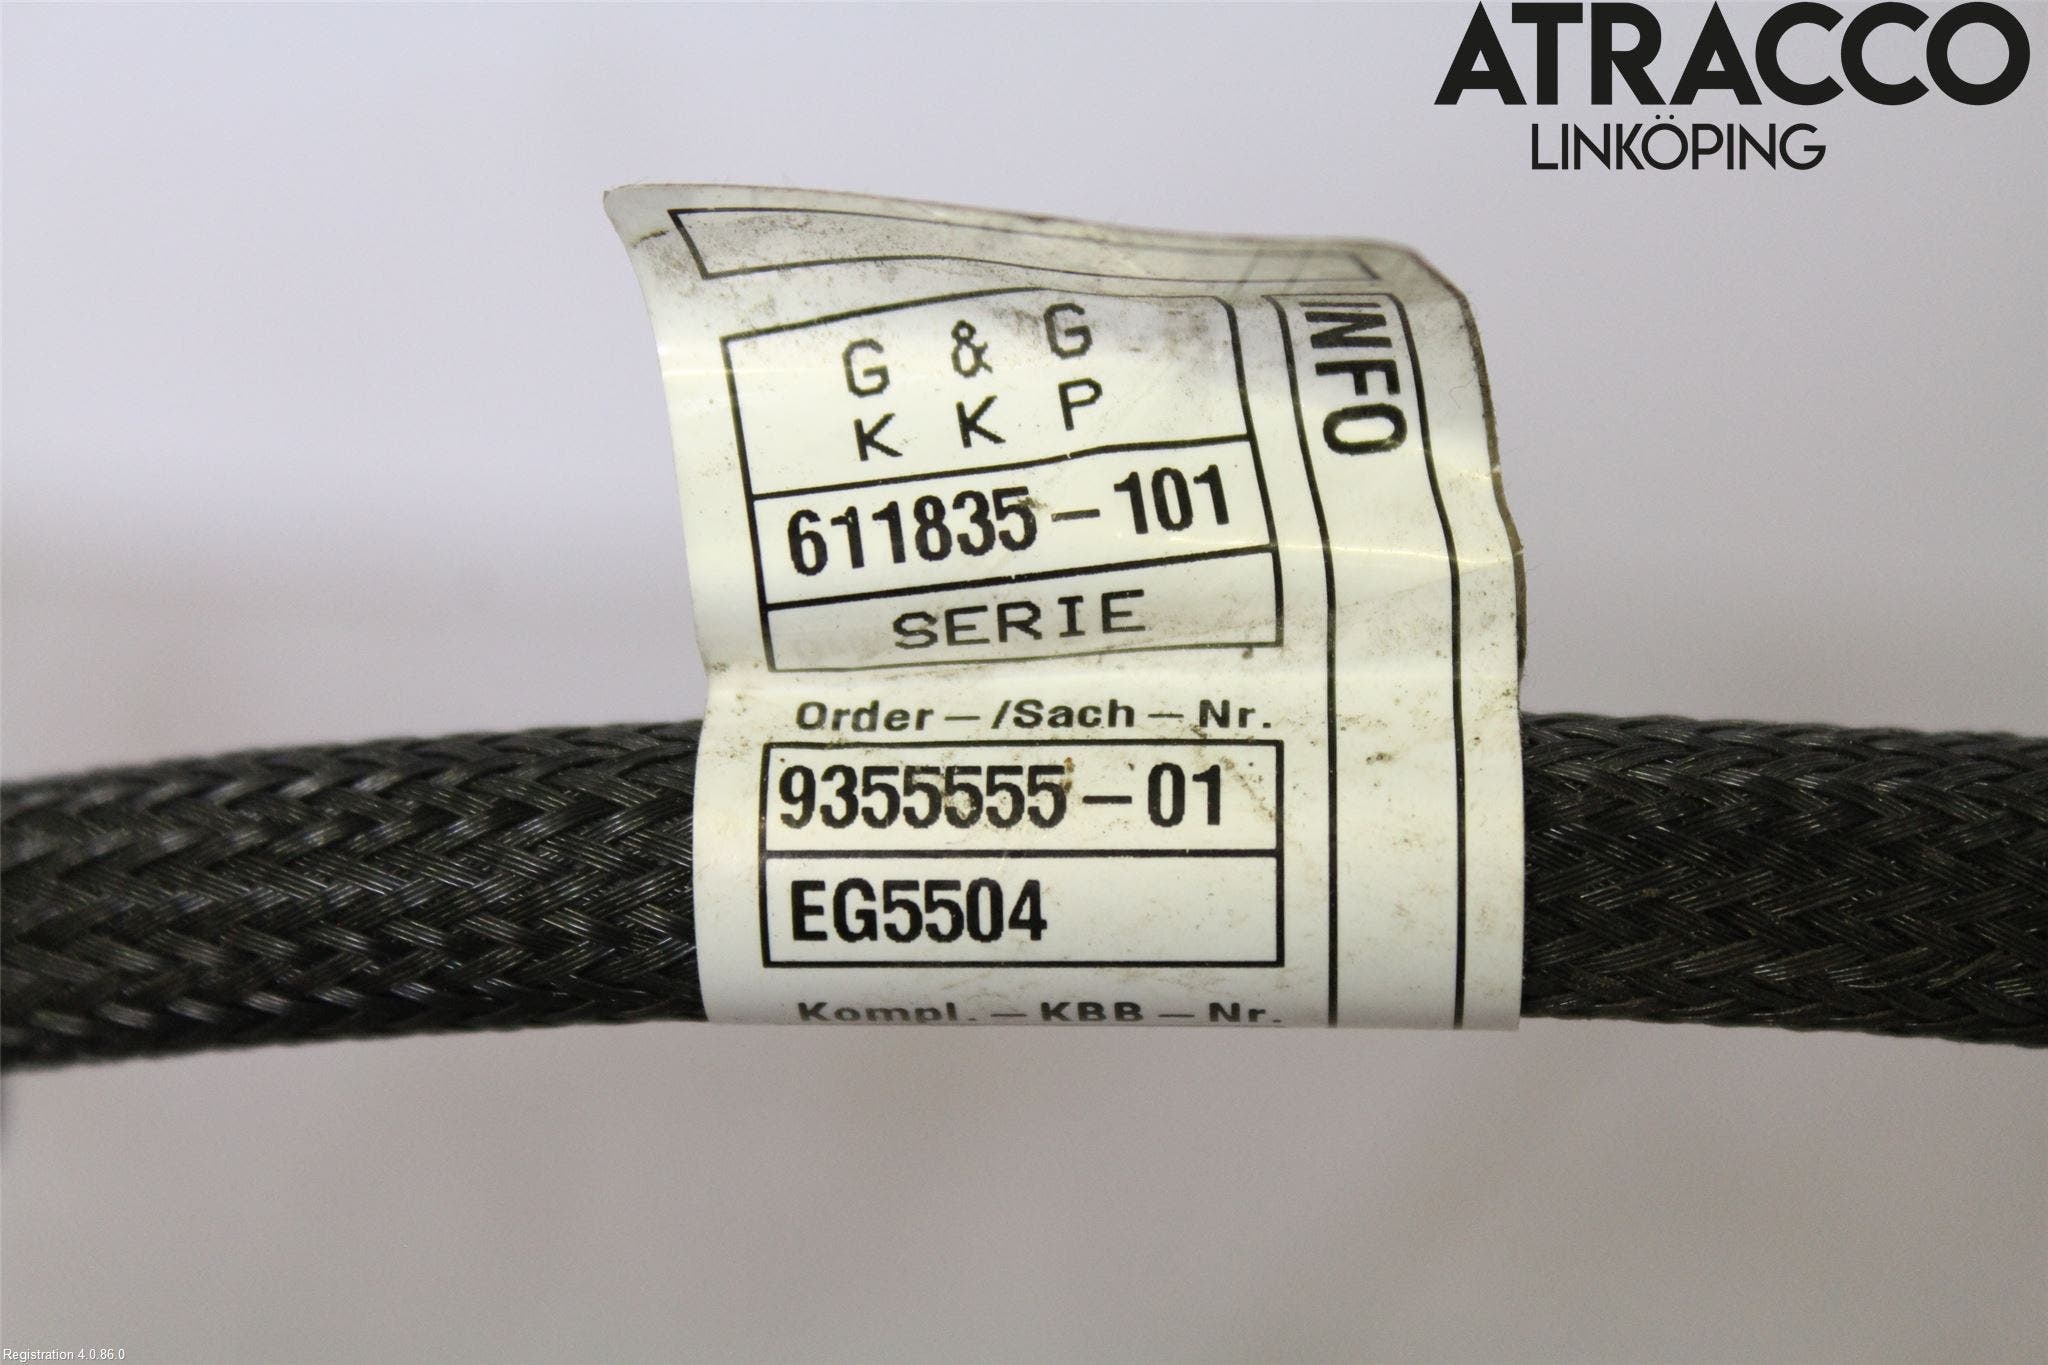 ATRACCO
LINKÖPING
G & G
K K P
INFO
611835-101
SERIE
Order-/Sach-Nr.
9355555-01
EG5504
Kompl.-KBB-Nr.
Registration 4.0.86.0